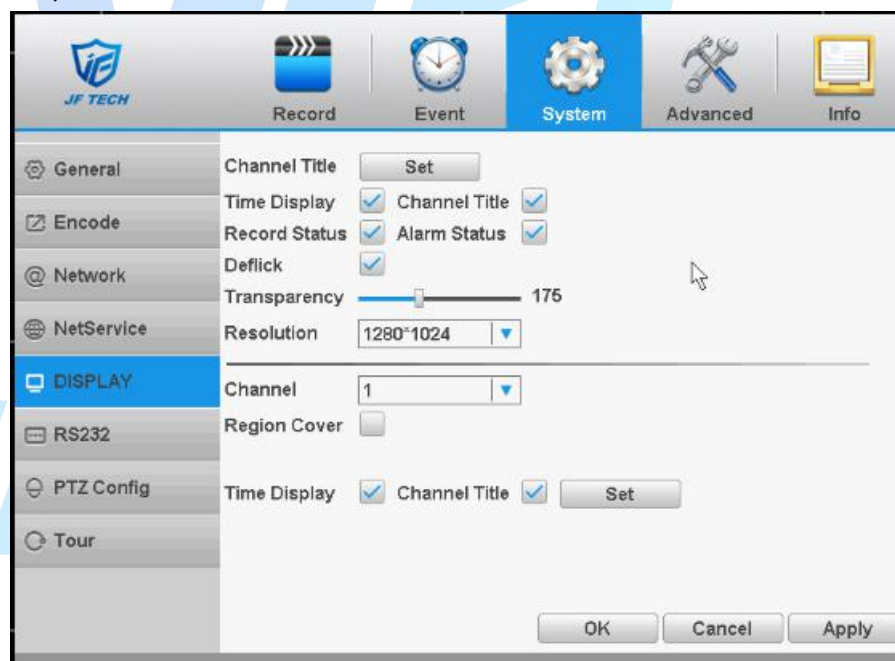 JF TECH
Record Event System Advanced Info
General
Encode
Network
NetService
DISPLAY
RS232
PTZ Config
Tour
Channel Title Set
Time Display Channel Title
Record Status Alarm Status
Deflick
Transparency 175
Resolution 1280*1024
Channel 1
Region Cover
Time Display Channel Title Set
OK Cancel Apply